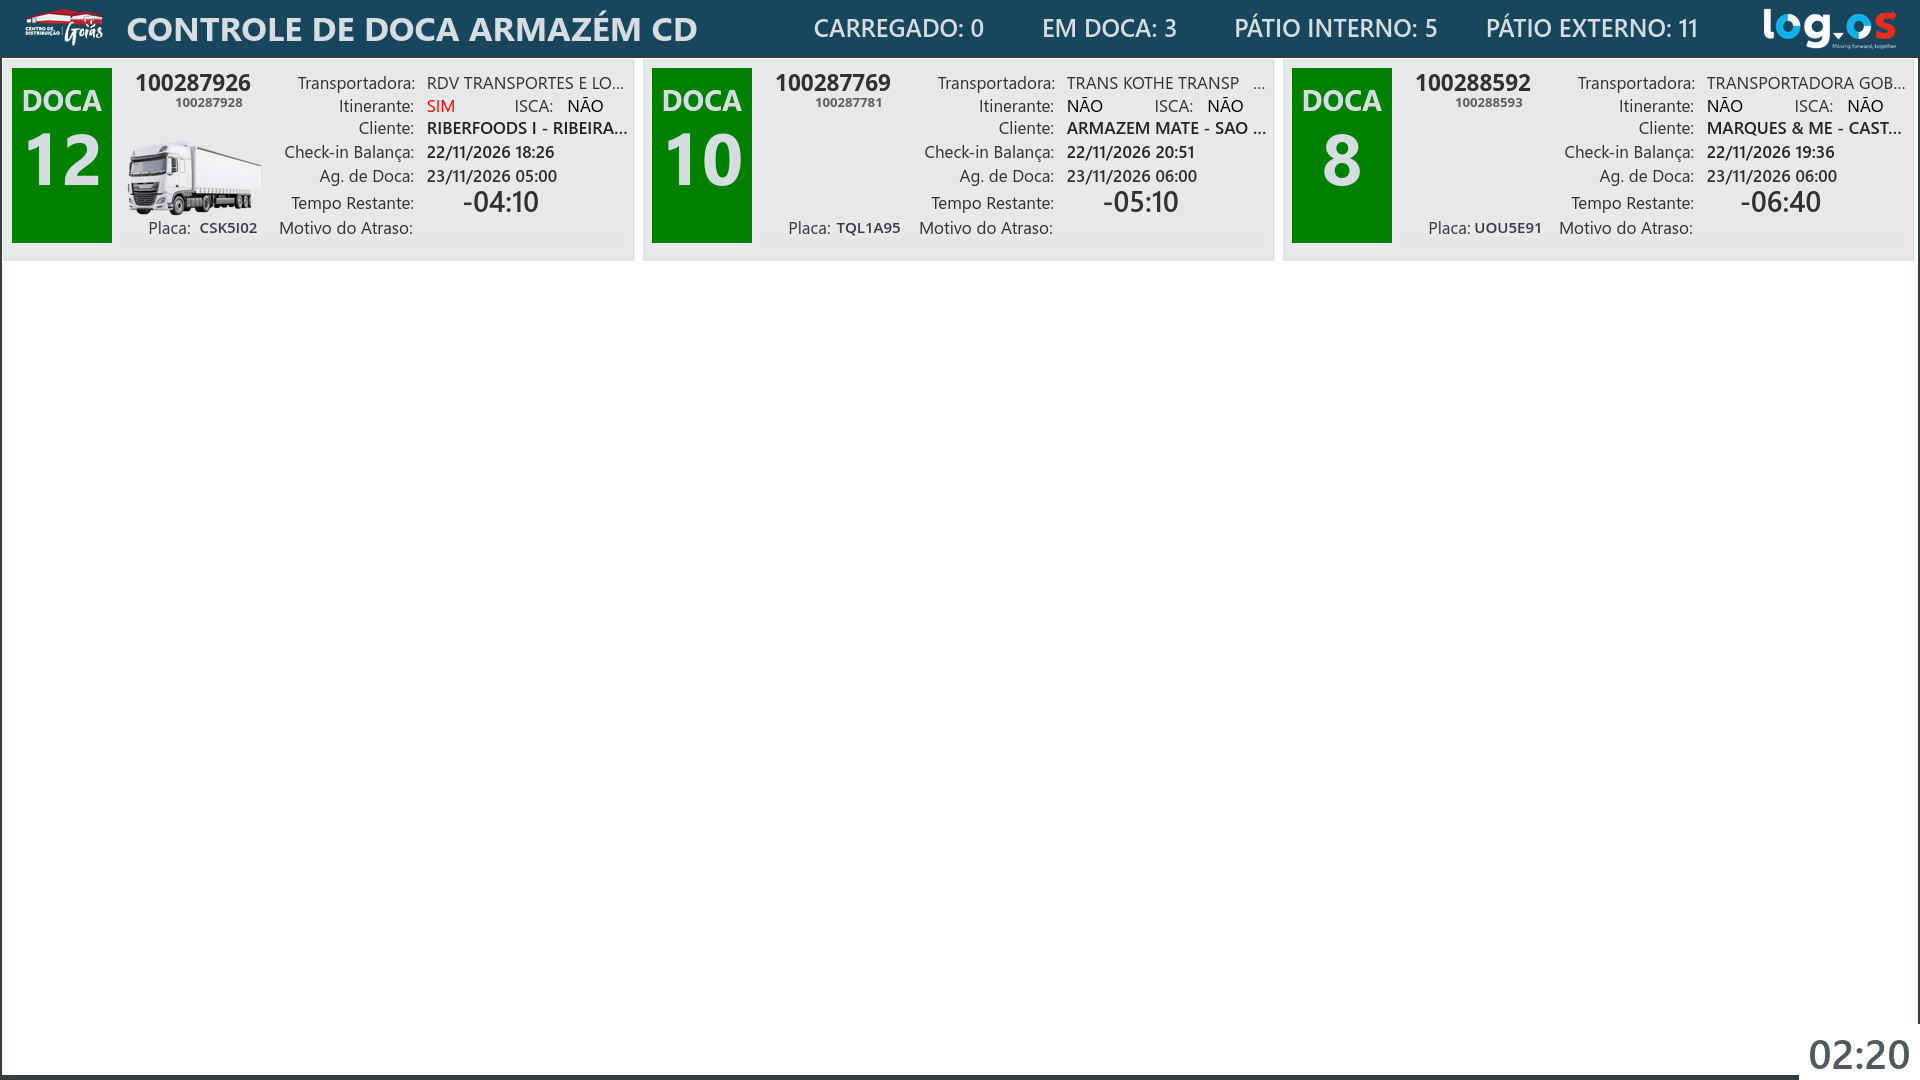 CENTRO DE
DISTRIBUIÇÃO Goiás
CONTROLE DE DOCA ARMAZÉM CD
CARREGADO: 0
EM DOCA: 3
PÁTIO INTERNO: 5
PÁTIO EXTERNO: 11
log.os
Moving forward, together
DOCA
12
100287926
100287928
Placa: CSK5I02
Transportadora: RDV TRANSPORTES E LO...
Itinerante: SIM ISCA: NÃO
Cliente: RIBERFOODS I - RIBEIRA...
Check-in Balança: 22/11/2026 18:26
Ag. de Doca: 23/11/2026 05:00
Tempo Restante: -04:10
Motivo do Atraso:
DOCA
10
100287769
100287781
Placa: TQL1A95
Transportadora: TRANS KOTHE TRANSP ...
Itinerante: NÃO ISCA: NÃO
Cliente: ARMAZEM MATE - SAO ...
Check-in Balança: 22/11/2026 20:51
Ag. de Doca: 23/11/2026 06:00
Tempo Restante: -05:10
Motivo do Atraso:
DOCA
8
100288592
100288593
Placa: UOU5E91
Transportadora: TRANSPORTADORA GOB...
Itinerante: NÃO ISCA: NÃO
Cliente: MARQUES & ME - CAST...
Check-in Balança: 22/11/2026 19:36
Ag. de Doca: 23/11/2026 06:00
Tempo Restante: -06:40
Motivo do Atraso:
02:20